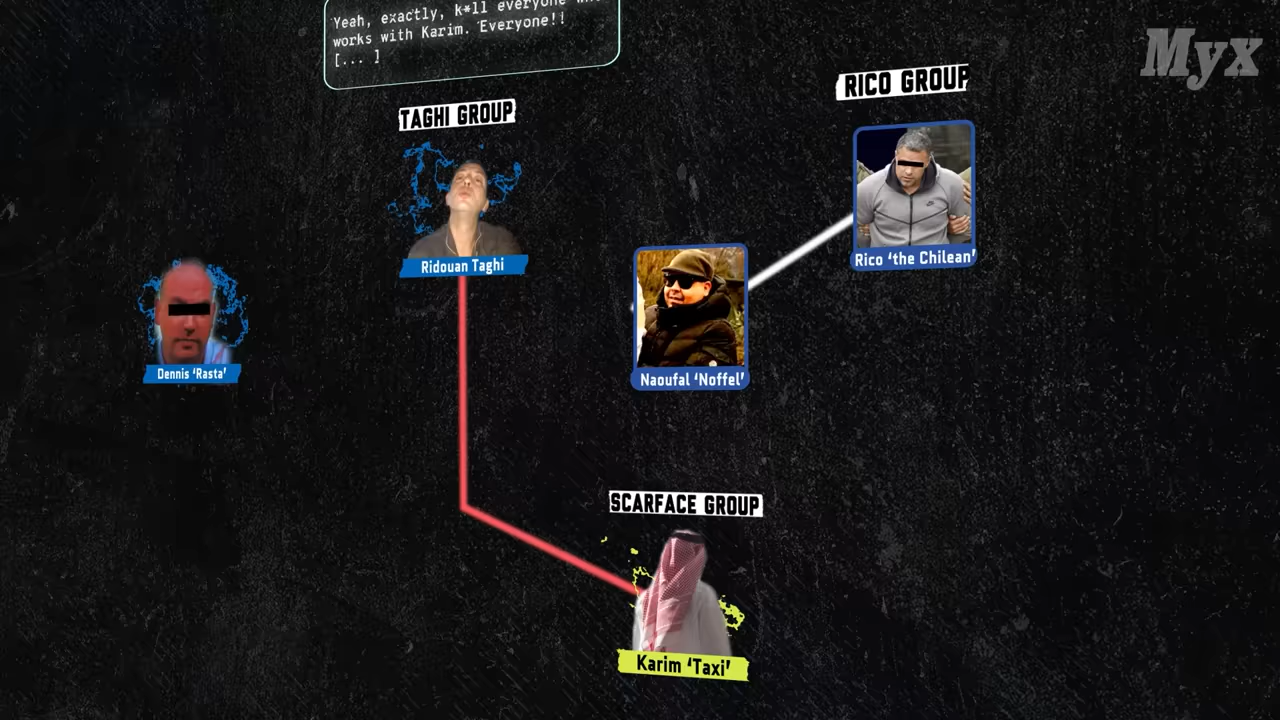 Yeah, exactly, k*ll everyone
works with Karim. Everyone!!
[... ]
Myx
TAGHI GROUP
RICO GROUP
Ridouan Taghi
Rico ‘the Chilean’
Dennis ‘Rasta’
Naoufal ‘Noffel’
SCARFACE GROUP
Karim ‘Taxi’